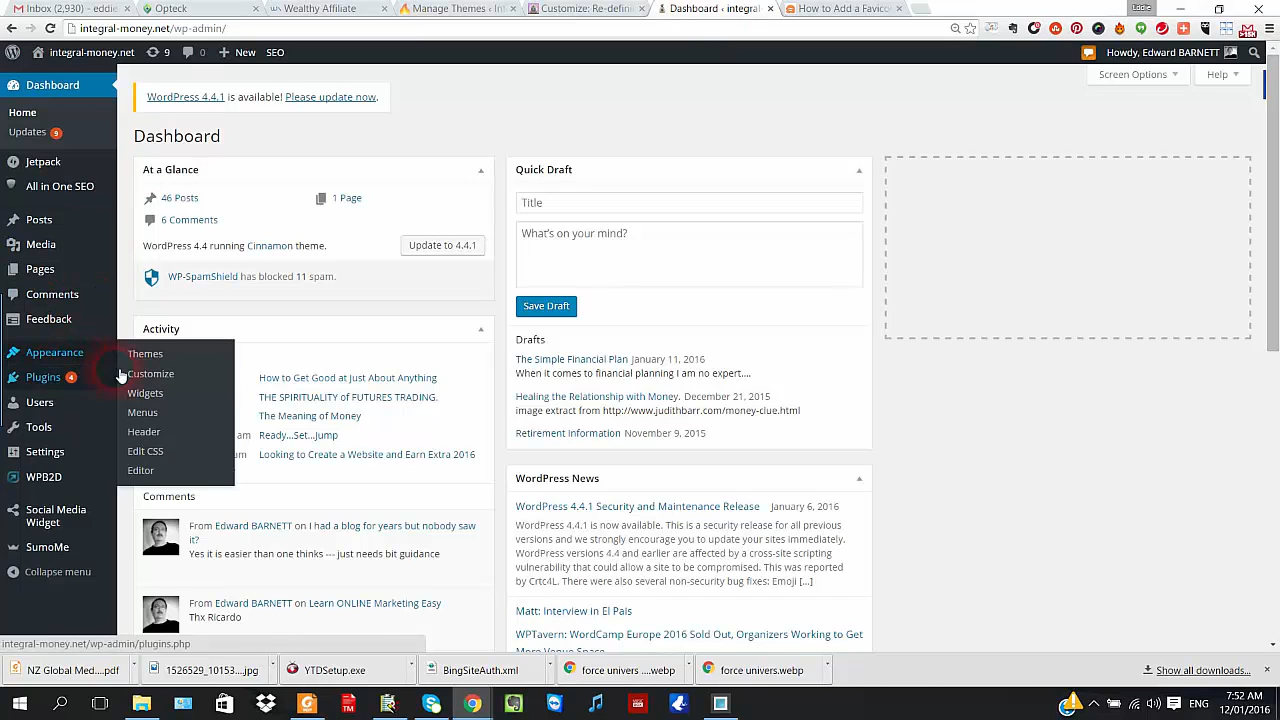 Inbox (2,930) - eddie
Opteck
Wealthy Affiliate
Manage Themes ‹ Int
Customize: Re-defin
Dashboard ‹ integral
How to Add a Favico
Eddie
integral-money.net/wp-admin/
integral-money.net
9
0
New
SEO
Howdy, Edward BARNETT
Dashboard
Screen Options
Help
WordPress 4.4.1 is available! Please update now.
Home
Updates 9
Dashboard
Jetpack
All in One SEO
Posts
Media
Pages
Comments
Feedback
Appearance
Plugins 4
Users
Tools
Settings
WPB2D
Social Media
Widget
SumoMe
Collapse menu
Themes
Customize
Widgets
Menus
Header
Edit CSS
Editor
At a Glance
46 Posts
1 Page
6 Comments
WordPress 4.4 running Cinnamon theme.
Update to 4.4.1
WP-SpamShield has blocked 11 spam.
Activity
How to Get Good at Just About Anything
THE SPIRITUALITY OF FUTURES TRADING.
The Meaning of Money
am Ready...Set...Jump
am Looking to Create a Website and Earn Extra 2016
Comments
From Edward BARNETT on I had a blog for years but nobody saw
it?
Yes it is easier than one thinks --- just needs bit guidance
From Edward BARNETT on Learn ONLINE Marketing Easy
Thx Ricardo
Quick Draft
Title
What's on your mind?
Save Draft
Drafts
The Simple Financial Plan January 11, 2016
When it comes to financial planning I am no expert....
Healing the Relationship with Money. December 21, 2015
image extract from http://www.judithbarr.com/money-clue.html
Retirement Information November 9, 2015
WordPress News
WordPress 4.4.1 Security and Maintenance Release January 6, 2016
WordPress 4.4.1 is now available. This is a security release for all previous
versions and we strongly encourage you to update your sites immediately.
WordPress versions 4.4 and earlier are affected by a cross-site scripting
vulnerability that could allow a site to be compromised. This was reported
by Crtc4L. There were also several non-security bug fixes: Emoji [...]
Matt: Interview in El Pais
WPTavern: WordCamp Europe 2016 Sold Out, Organizers Working to Get
More Venue Space
integral-money.net/wp-admin/plugins.php
NZ Global Med....pdf
1526529_10153....jpg
YTDSetup.exe
BingSiteAuth.xml
force univers ....webp
force univers.webp
Show all downloads...
ENG
7:52 AM
12/01/2016